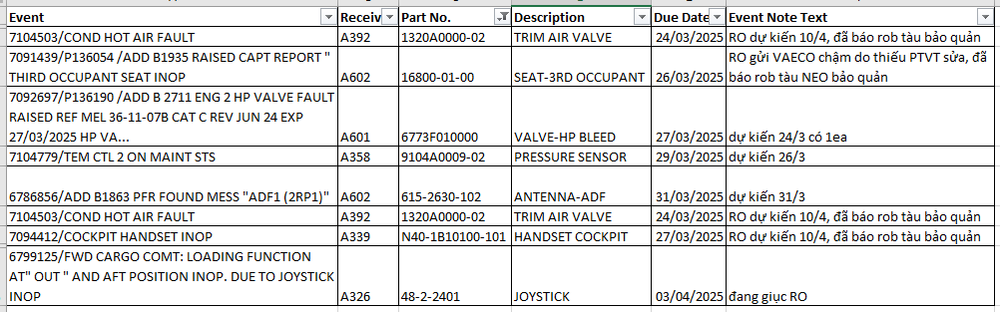 Event Receiv Part No. Description Due Date Event Note Text
7104503/COND HOT AIR FAULT A392 1320A0000-02 TRIM AIR VALVE 24/03/2025 RO dự kiến 10/4, đã báo rob tàu bảo quản
7091439/P136054 /ADD B1935 RAISED CAPT REPORT " RO gửi VAECO chậm do thiếu PTVT sửa, đã
THIRD OCCUPANT SEAT INOP A602 16800-01-00 SEAT-3RD OCCUPANT 26/03/2025 báo rob tàu NEO bảo quản
7092697/P136190 /ADD B 2711 ENG 2 HP VALVE FAULT
RAISED REF MEL 36-11-07B CAT C REV JUN 24 EXP
27/03/2025 HP VA... A601 6773F010000 VALVE-HP BLEED 27/03/2025 dự kiến 24/3 có 1ea
7104779/TEM CTL 2 ON MAINT STS A358 9104A0009-02 PRESSURE SENSOR 29/03/2025 dự kiến 26/3
6786856/ADD B1863 PFR FOUND MESS "ADF1 (2RP1)" A602 615-2630-102 ANTENNA-ADF 31/03/2025 dự kiến 31/3
7104503/COND HOT AIR FAULT A392 1320A0000-02 TRIM AIR VALVE 24/03/2025 RO dự kiến 10/4, đã báo rob tàu bảo quản
7094412/COCKPIT HANDSET INOP A339 N40-1B10100-101 HANDSET COCKPIT 27/03/2025 RO dự kiến 10/4, đã báo rob tàu bảo quản
6799125/FWD CARGO COMT: LOADING FUNCTION
AT" OUT " AND AFT POSITION INOP. DUE TO JOYSTICK
INOP A326 48-2-2401 JOYSTICK 03/04/2025 đang giục RO